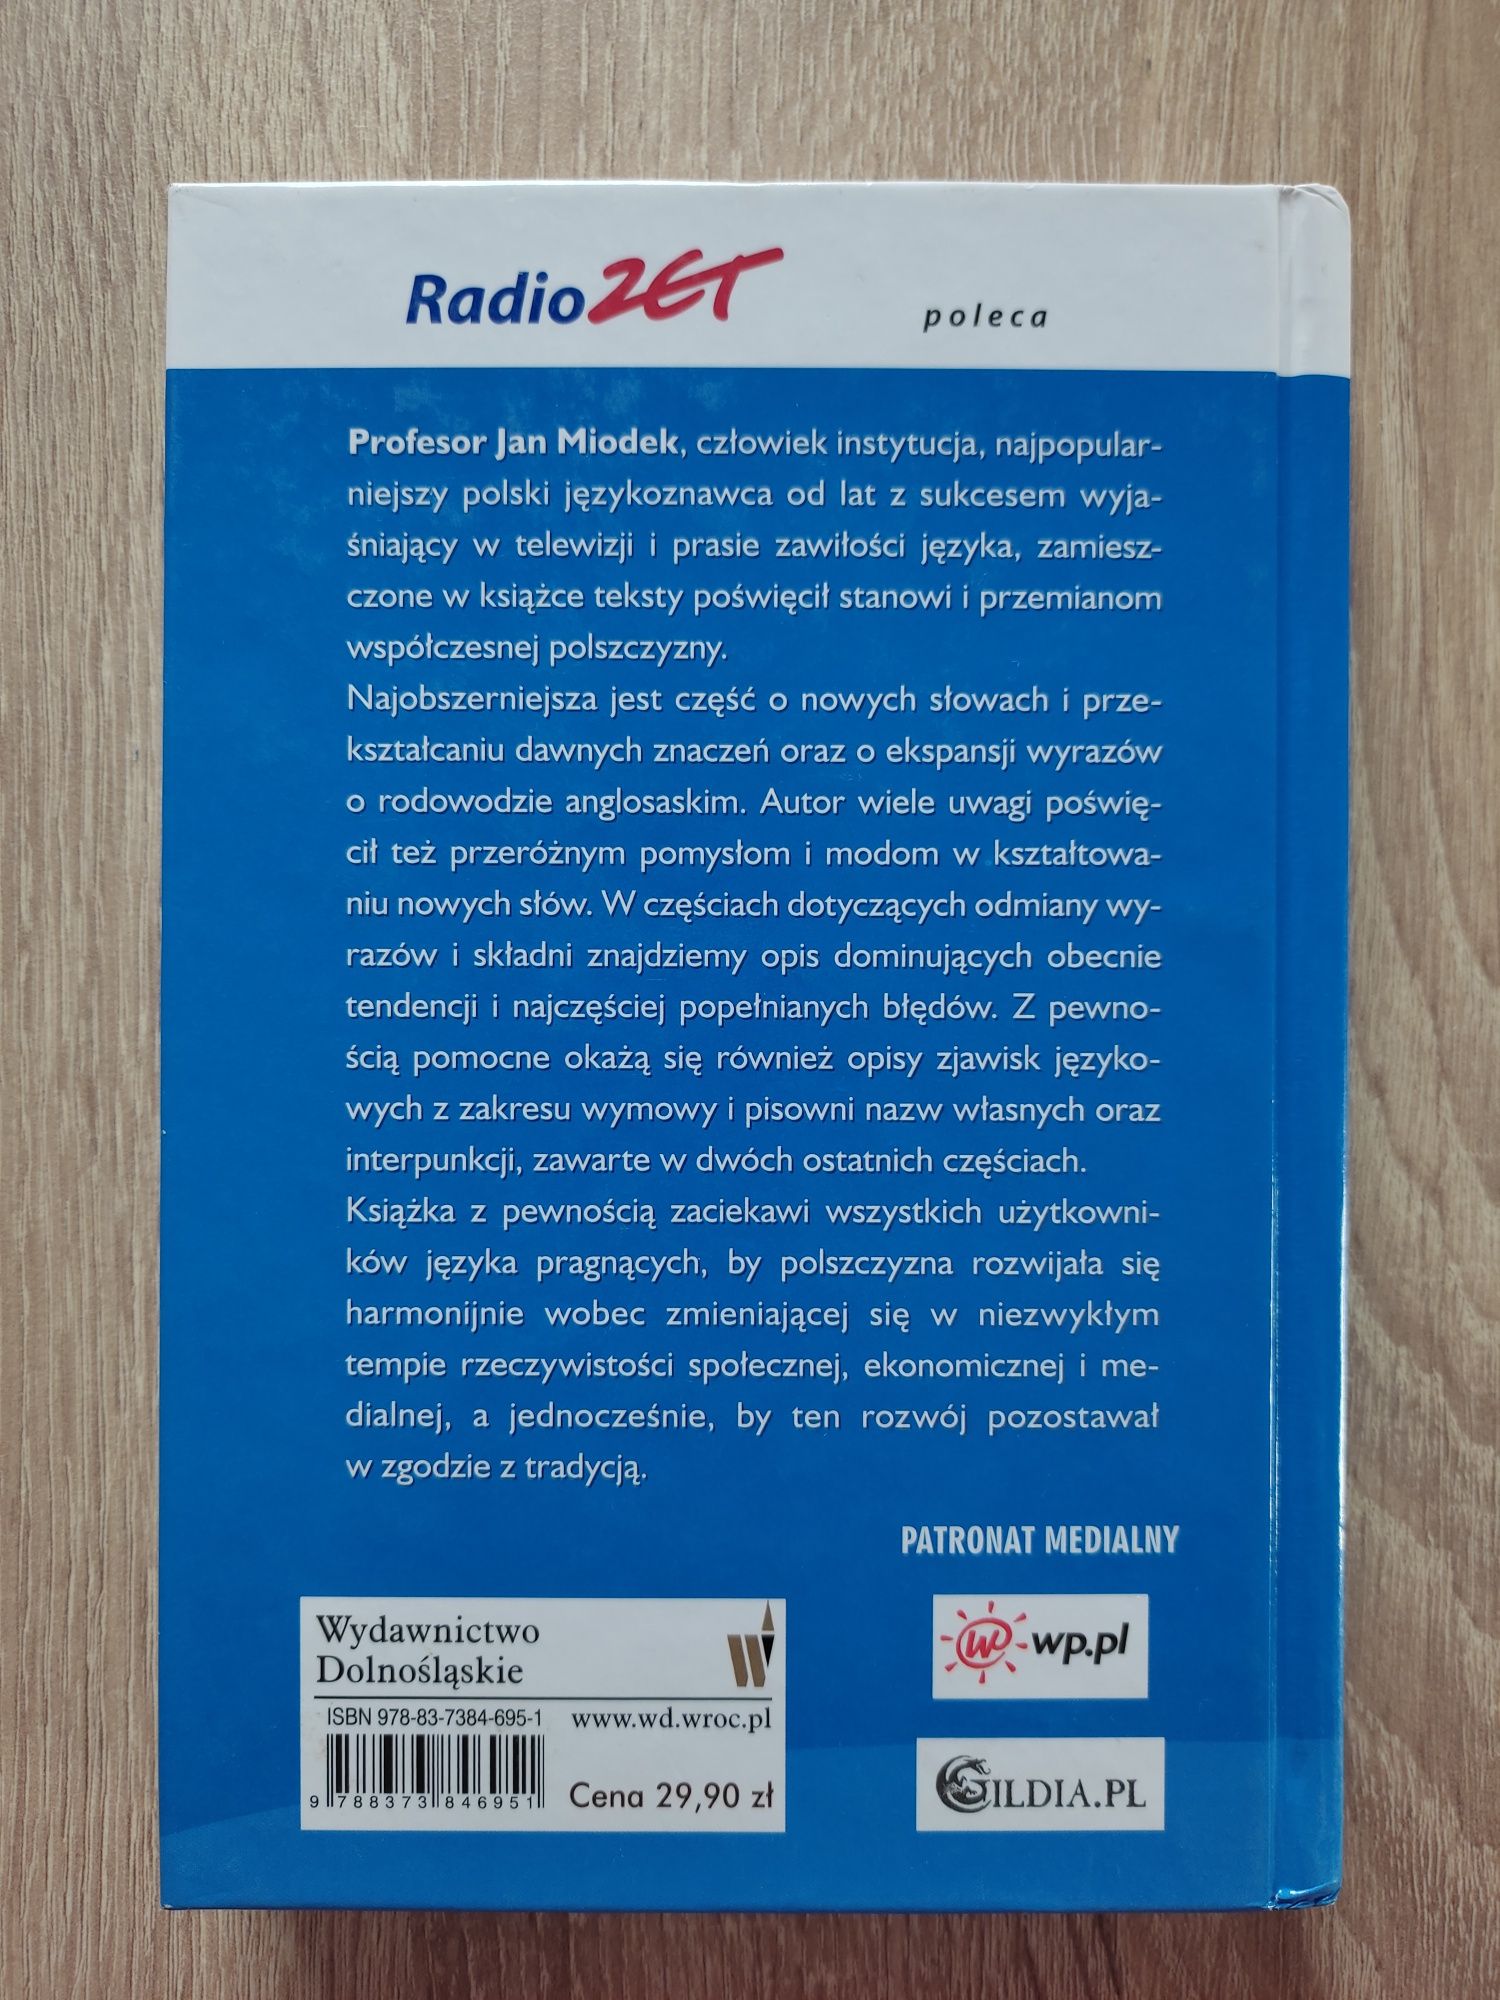 Radio ZET poleca
Profesor Jan Miodek, człowiek instytucja, najpopular-
niejszy polski językoznawca od lat z sukcesem wyja-
śniający w telewizji i prasie zawiłości języka, zamiesz-
czone w książce teksty poświęcił stanowi i przemianom
współczesnej polszczyzny.
Najobszerniejsza jest część o nowych słowach i prze-
kształcaniu dawnych znaczeń oraz o ekspansji wyrazów
o rodowodzie anglosaskim. Autor wiele uwagi poświę-
cił też przeróżnym pomysłom i modom w kształtowa-
niu nowych słów. W częściach dotyczących odmiany wy-
razów i składni znajdziemy opis dominujących obecnie
tendencji i najczęściej popełnianych błędów. Z pewno-
ścią pomocne okażą się również opisy zjawisk języko-
wych z zakresu wymowy i pisowni nazw własnych oraz
interpunkcji, zawarte w dwóch ostatnich częściach.
Książka z pewnością zaciekawi wszystkich użytkowni-
ków języka pragnących, by polszczyzna rozwijała się
harmonijnie wobec zmieniającej się w niezwykłym
tempie rzeczywistości społecznej, ekonomicznej i me-
dialnej, a jednocześnie, by ten rozwój pozostawał
w zgodzie z tradycją.
PATRONAT MEDIALNY
Wydawnictwo
Dolnośląskie
ISBN 978-83-7384-695-1 www.wd.wroc.pl
9 788373 846951
Cena 29,90 zł
wp.pl
GILDIA.PL